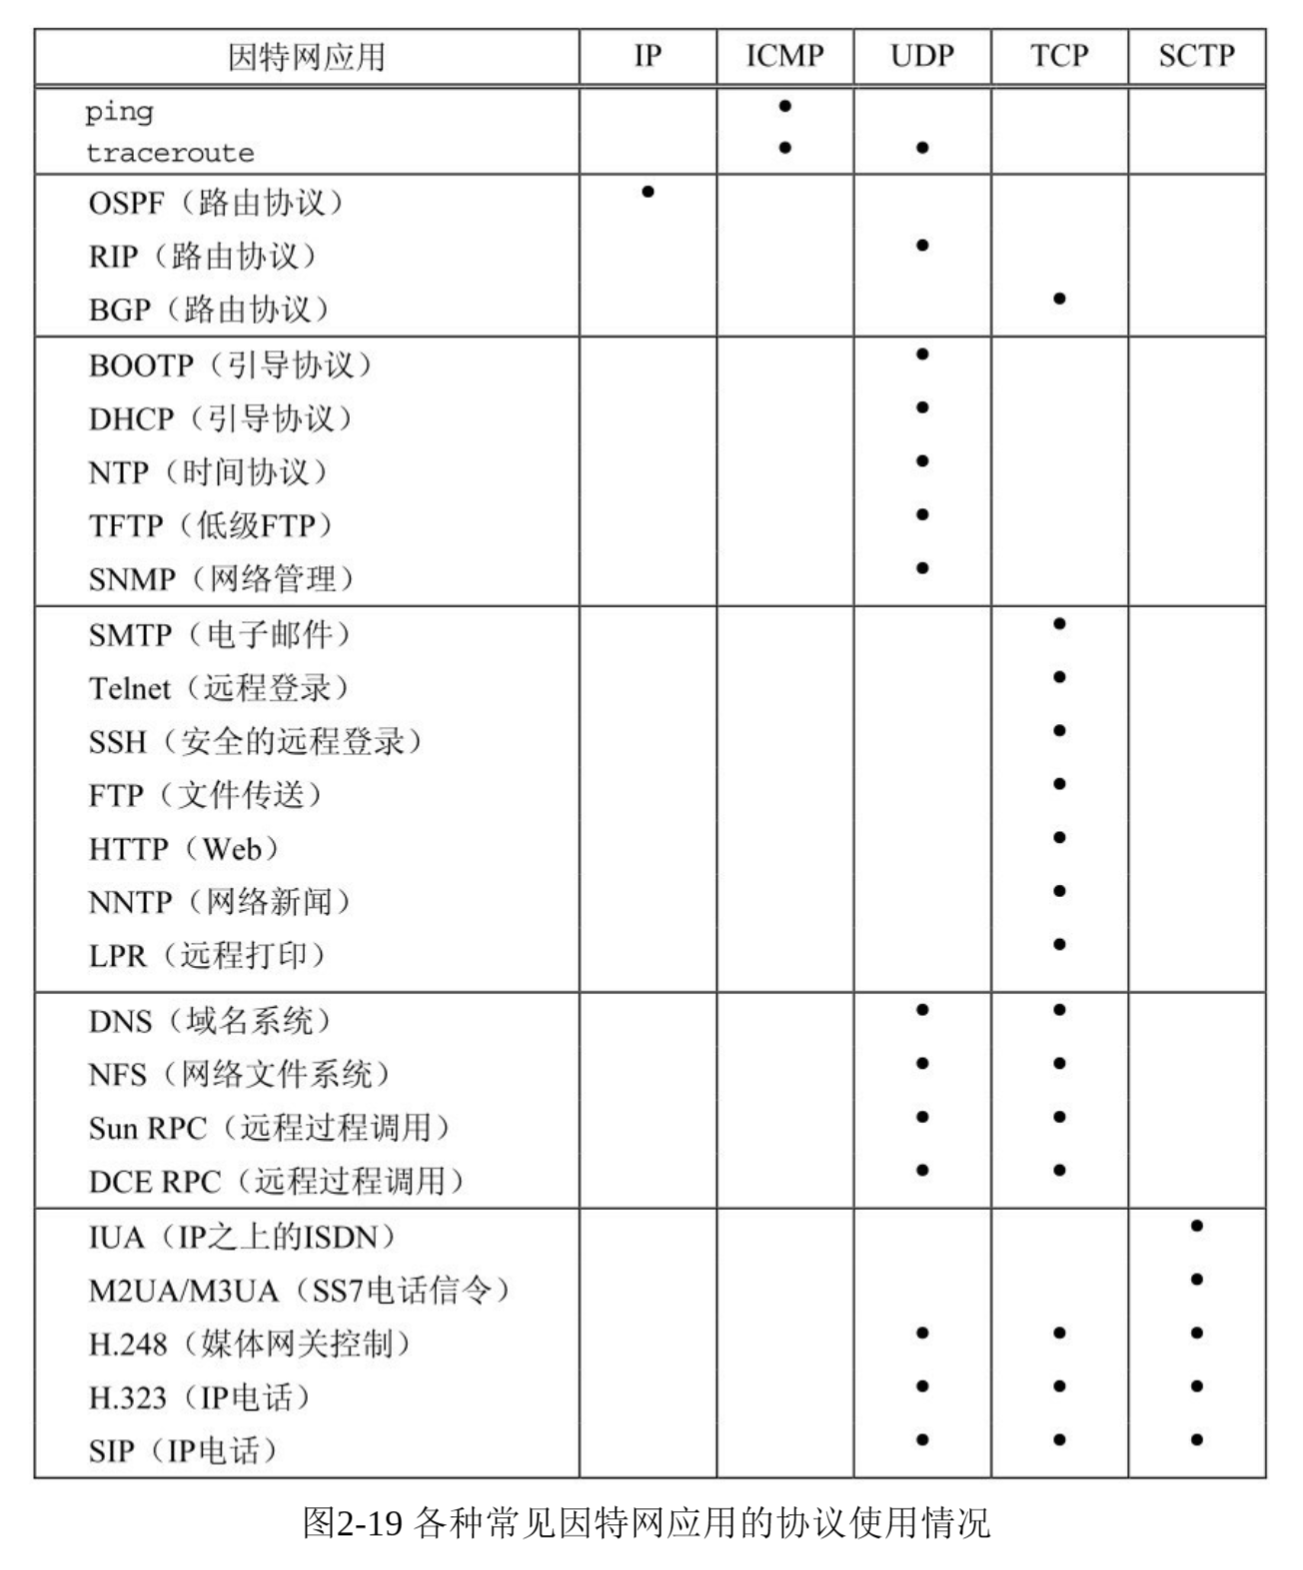 因特网应用 IP ICMP UDP TCP SCTP
ping •
traceroute • •
OSPF（路由协议） •
RIP（路由协议） •
BGP（路由协议） •
BOOTP（引导协议） •
DHCP（引导协议） •
NTP（时间协议） •
TFTP（低级FTP） •
SNMP（网络管理） •
SMTP（电子邮件） •
Telnet（远程登录） •
SSH（安全的远程登录） •
FTP（文件传送） •
HTTP（Web） •
NNTP（网络新闻） •
LPR（远程打印） •
DNS（域名系统） • •
NFS（网络文件系统） • •
Sun RPC（远程过程调用） • •
DCE RPC（远程过程调用） • •
IUA（IP之上的ISDN） •
M2UA/M3UA（SS7电话信令） •
H.248（媒体网关控制） • • •
H.323（IP电话） • • •
SIP（IP电话） • • •
图2-19 各种常见因特网应用的协议使用情况